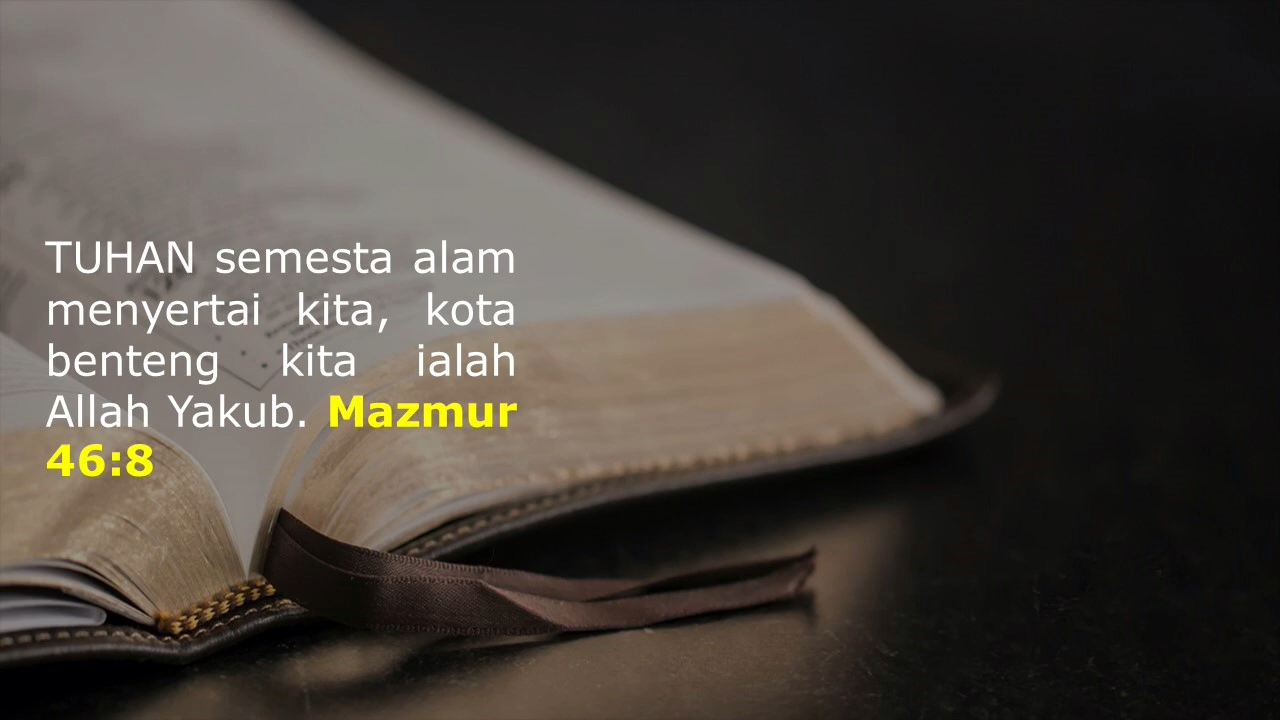 TUHAN semesta alam
menyertai kita, kota
benteng kita ialah
Allah Yakub. Mazmur
46:8